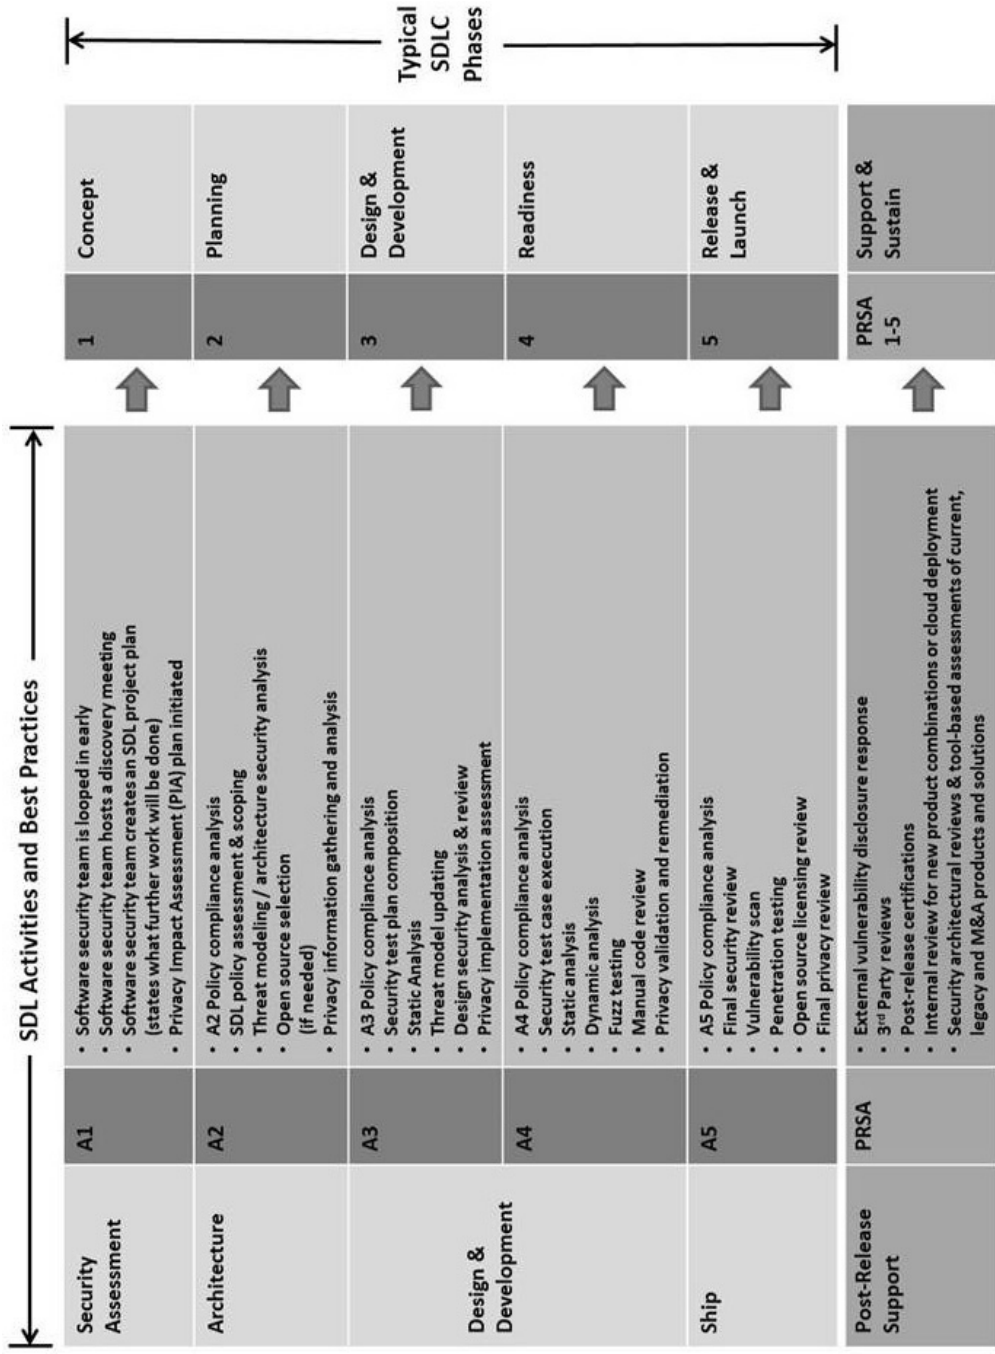 SDL Activities and Best Practices
Typical
SDLC
Phases
Security
Assessment
A1
• Software security team is looped in early
• Software security team hosts a discovery meeting
• Software security team creates an SDL project plan
(states what further work will be done)
• Privacy Impact Assessment (PIA) plan initiated
1
Concept
Architecture
A2
• A2 Policy compliance analysis
• SDL policy assessment & scoping
• Threat modeling / architecture security analysis
• Open source selection
(if needed)
• Privacy information gathering and analysis
2
Planning
Design &
Development
A3
• A3 Policy compliance analysis
• Security test plan composition
• Static Analysis
• Threat model updating
• Design security analysis & review
• Privacy implementation assessment
3
Design &
Development
A4
• A4 Policy compliance analysis
• Security test case execution
• Static analysis
• Dynamic analysis
• Fuzz testing
• Manual code review
• Privacy validation and remediation
4
Readiness
Ship
A5
• A5 Policy compliance analysis
• Final security review
• Vulnerability scan
• Penetration testing
• Open source licensing review
• Final privacy review
5
Release &
Launch
Post-Release
Support
PRSA
• External vulnerability disclosure response
• 3rd Party reviews
• Post-release certifications
• Internal review for new product combinations or cloud deployment
• Security architectural reviews & tool-based assessments of current,
legacy and M&A products and solutions
PRSA
1-5
Support &
Sustain